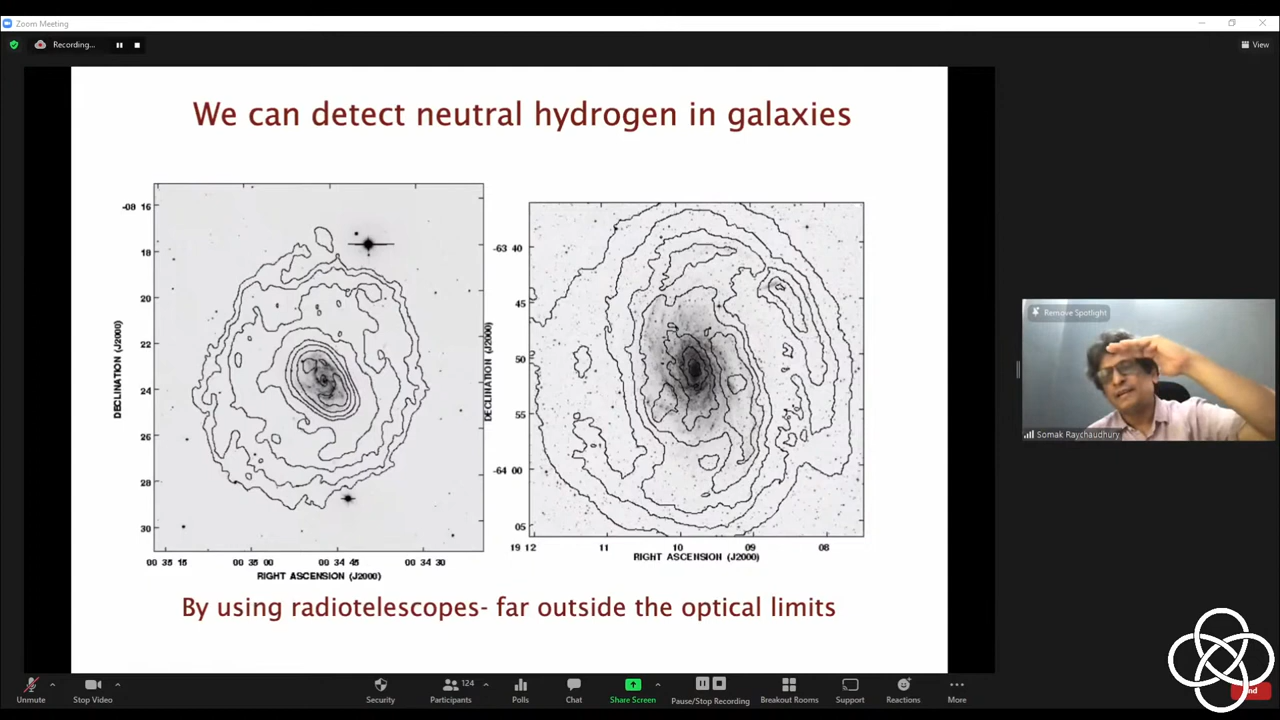 Zoom Meeting
Recording...
View
We can detect neutral hydrogen in galaxies
-08 16
18
20
22
24
26
28
30
DECLINATION (J2000)
00 35 15
00 35 00
00 34 45
00 34 30
RIGHT ASCENSION (J2000)
-63 40
45
50
55
-64 00
05
DECLINATION (J2000)
19 12
11
10
09
08
RIGHT ASCENSION (J2000)
By using radiotelescopes- far outside the optical limits
Remove Spotlight
Somak Raychaudhury
Unmute
Stop Video
Security
124
Participants
Polls
Chat
Share Screen
Pause/Stop Recording
Breakout Rooms
Support
Reactions
More